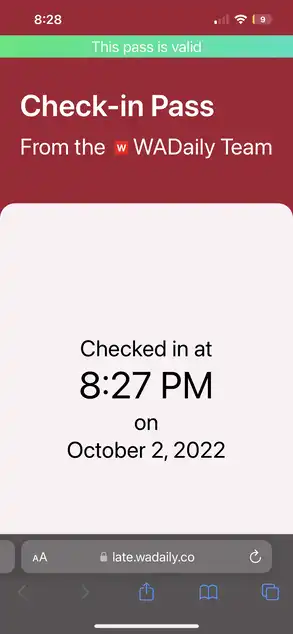 8:28
9
This pass is valid
Check-in Pass
From the W WADaily Team
Checked in at
8:27 PM
on
October 2, 2022
AA late.wadaily.co